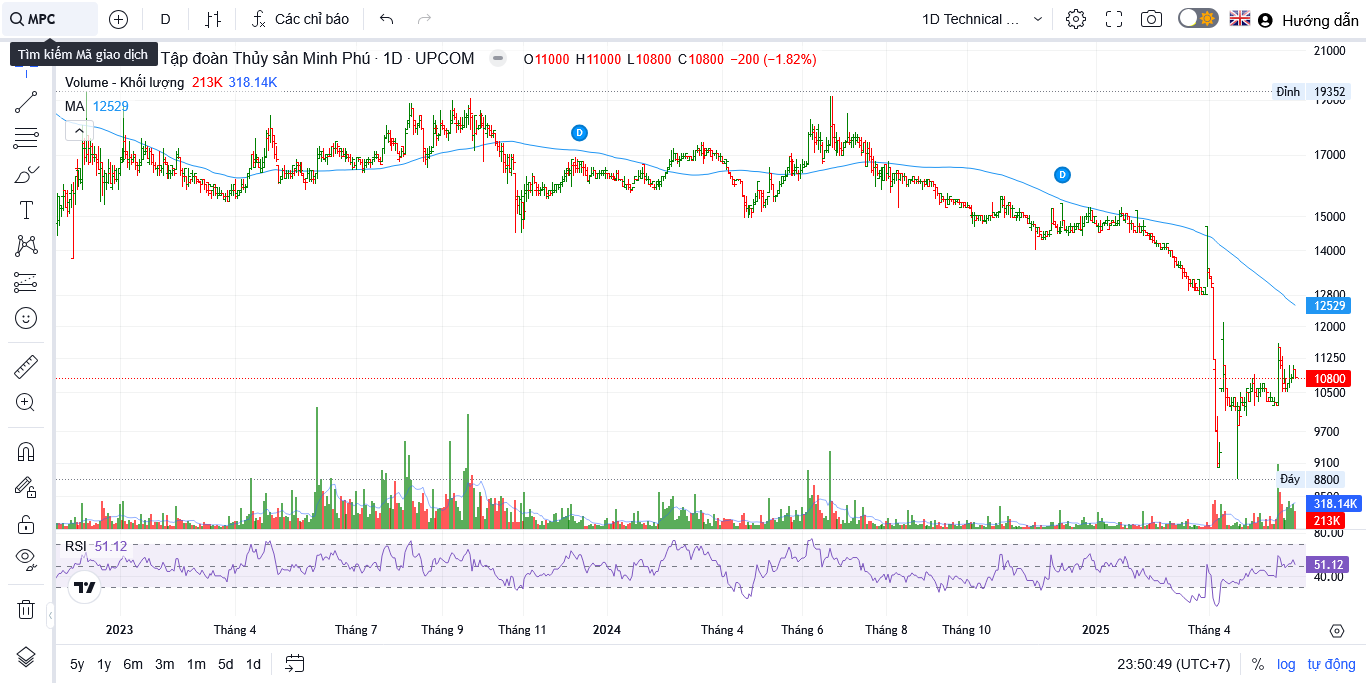 MPC D Các chỉ báo 1D Technical ... Hướng dẫn
Tìm kiếm Mã giao dịch
Tập đoàn Thủy sản Minh Phú · 1D · UPCOM O11000 H11000 L10800 C10800 −200 (−1.82%)
Volume - Khối lượng 213K 318.14K
MA 12529
D
D
21000
Đỉnh 19352
17000
15000
14000
12800
12529
12000
11250
10800
10500
9700
9100
Đáy 8800
318.14K
213K
80.00
RSI 51.12
51.12
40.00
2023 Tháng 4 Tháng 7 Tháng 9 Tháng 11 2024 Tháng 4 Tháng 6 Tháng 8 Tháng 10 2025 Tháng 4
5y 1y 6m 3m 1m 5d 1d 23:50:49 (UTC+7) % log tự động